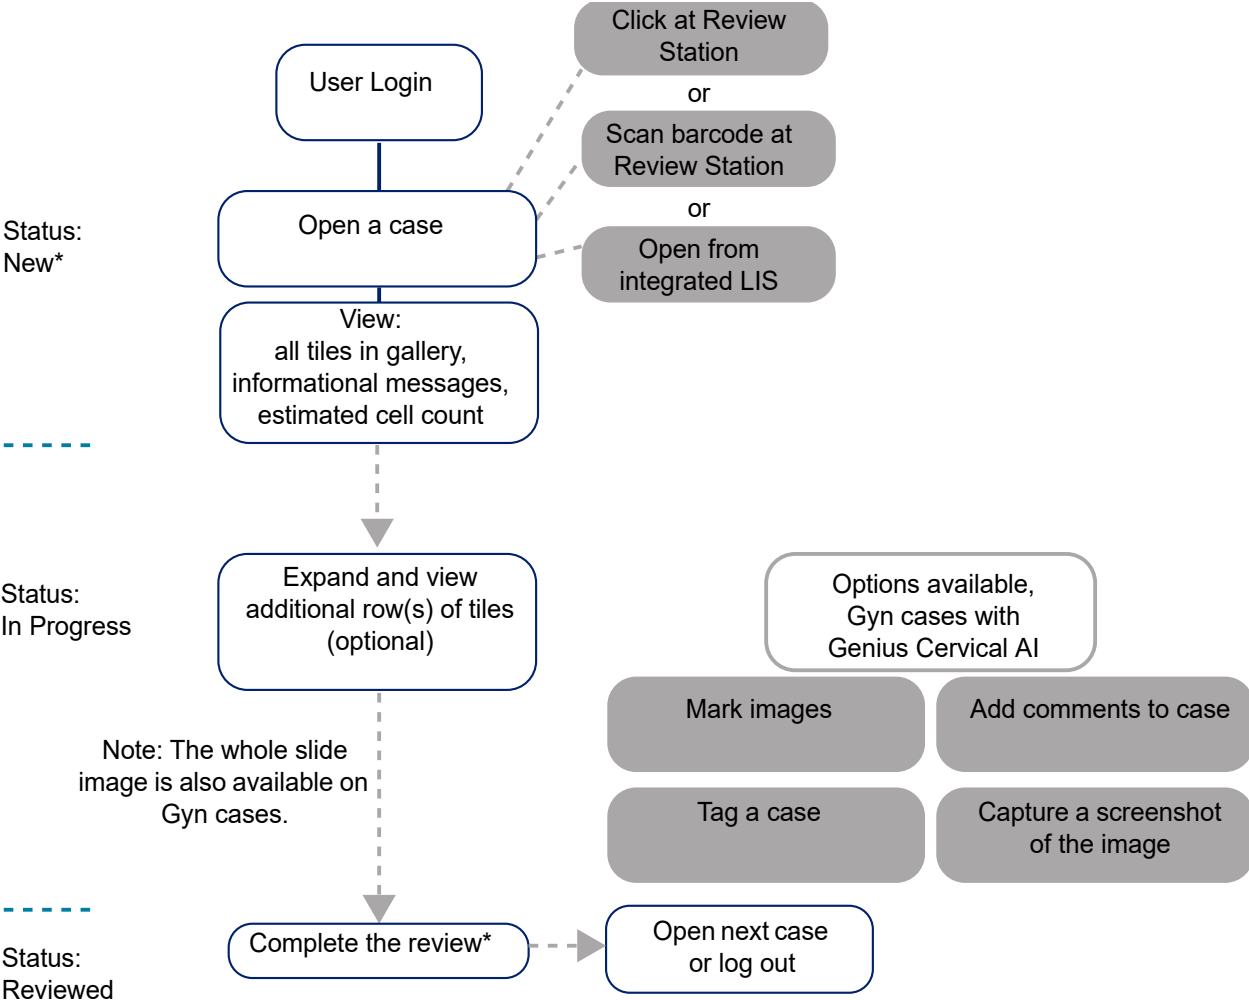 Click at Review
Station
User Login
or
Scan barcode at
Review Station
or
Status:
New*
Open a case
Open from
integrated LIS
View:
all tiles in gallery,
informational messages,
estimated cell count
Status:
In Progress
Expand and view
additional row(s) of tiles
(optional)
Options available,
Gyn cases with
Genius Cervical AI
Mark images
Add comments to case
Note: The whole slide
image is also available on
Gyn cases.
Tag a case
Capture a screenshot
of the image
Status:
Reviewed
Complete the review*
Open next case
or log out